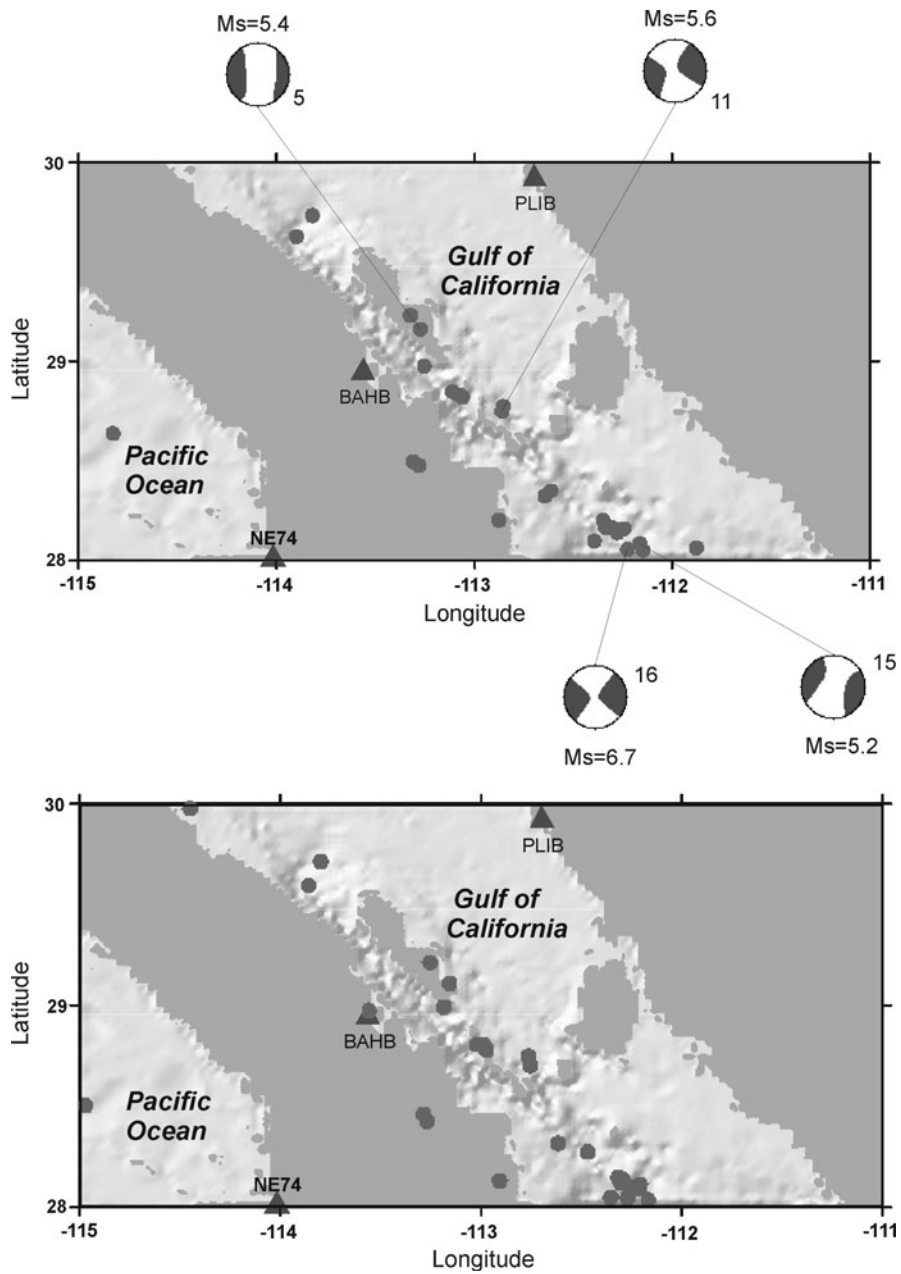 Ms=5.4
Ms=5.6
5
11
30
PLIB
Gulf of
California
29
BAHB
Latitude
Pacific
Ocean
NE74
28
-115
-114
-113
-112
-111
Longitude
16
15
Ms=6.7
Ms=5.2
30
PLIB
Gulf of
California
29
BAHB
Latitude
Pacific
Ocean
NE74
28
-115
-114
-113
-112
-111
Longitude